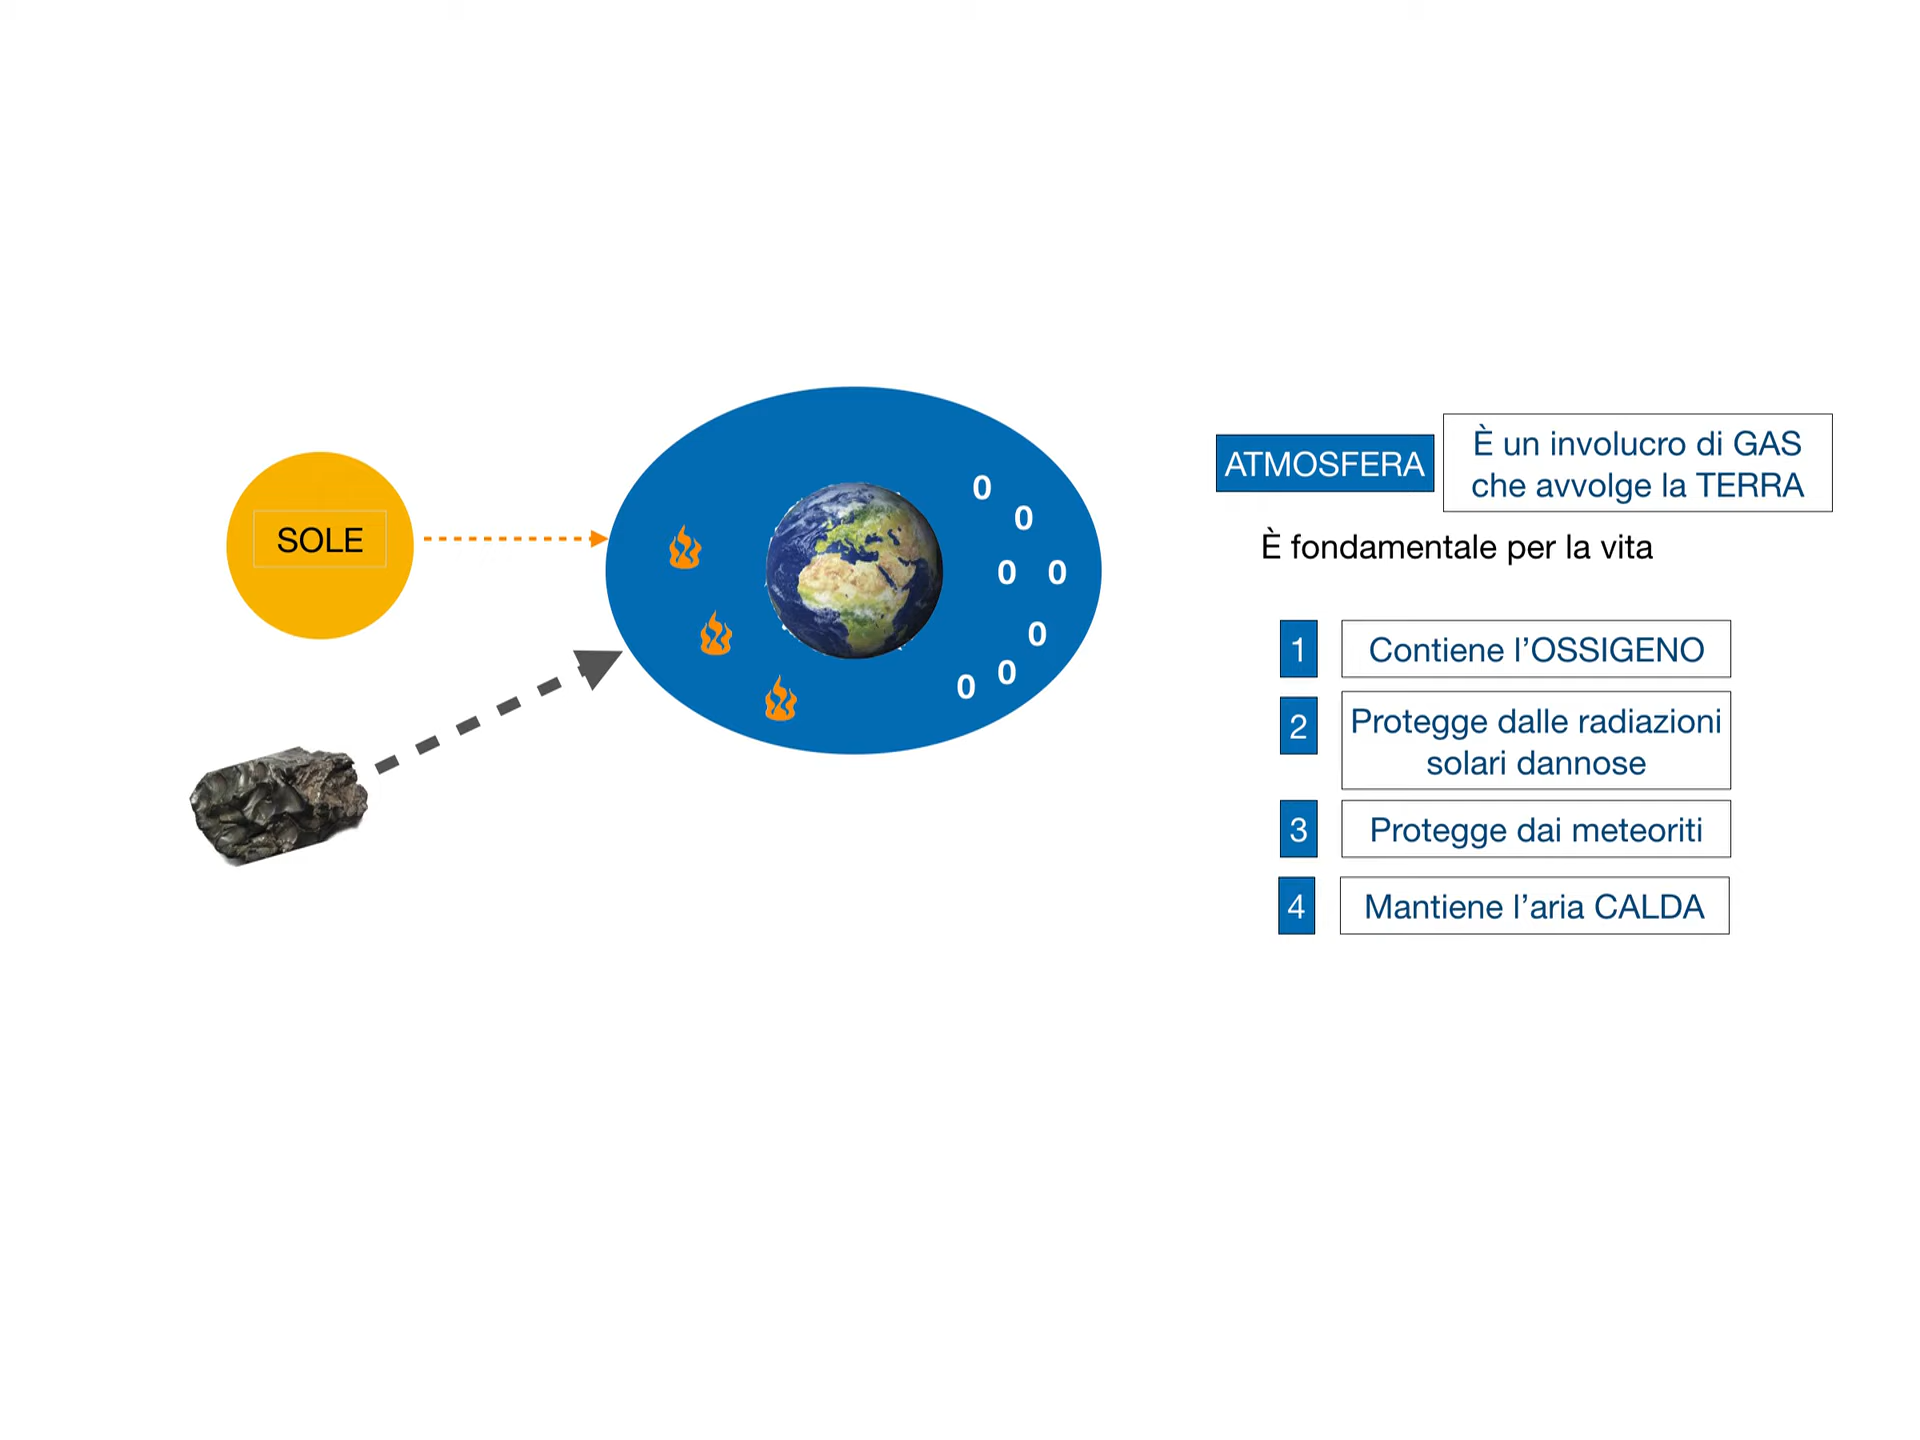 SOLE
0
0
0 0
0
0
0
ATMOSFERA
È un involucro di GAS
che avvolge la TERRA
È fondamentale per la vita
1 Contiene l’OSSIGENO
2 Protegge dalle radiazioni
solari dannose
3 Protegge dai meteoriti
4 Mantiene l’aria CALDA